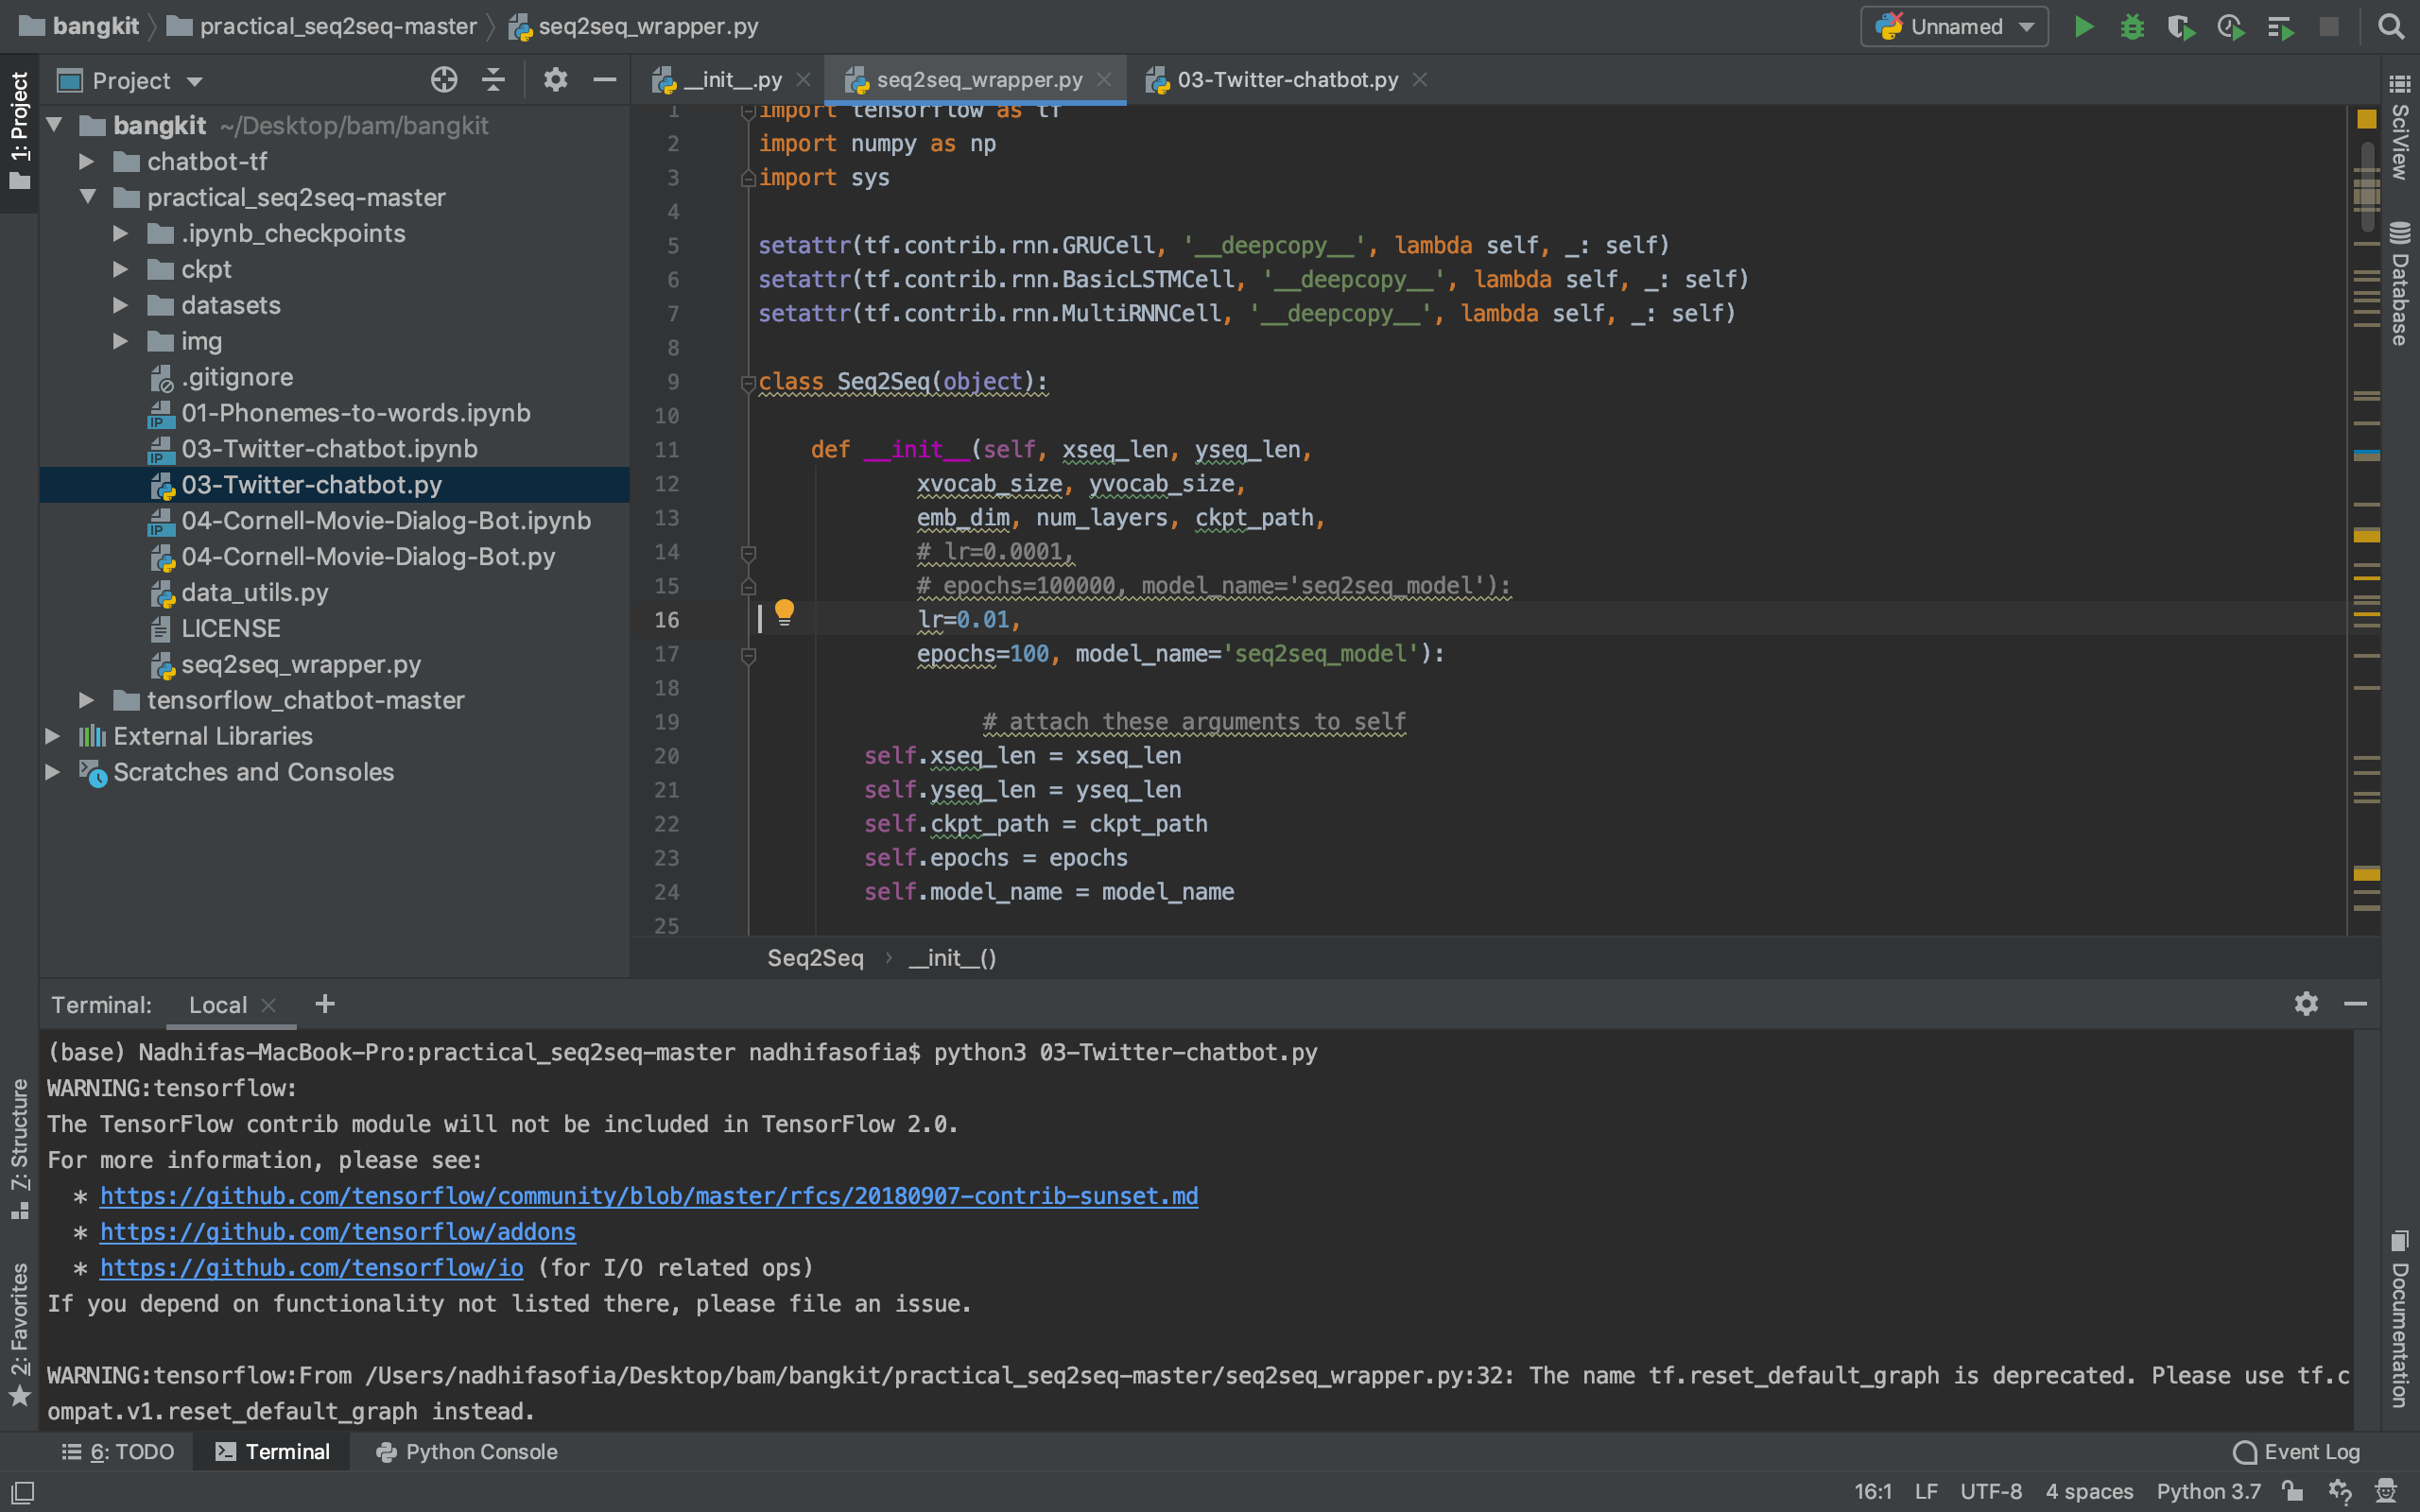 bangkit practical_seq2seq-master seq2seq_wrapper.py Unnamed
Project
__init__.py seq2seq_wrapper.py 03-Twitter-chatbot.py
1: Project
bangkit ~/Desktop/bam/bangkit
chatbot-tf
practical_seq2seq-master
.ipynb_checkpoints
ckpt
datasets
img
.gitignore
01-Phonemes-to-words.ipynb
03-Twitter-chatbot.ipynb
03-Twitter-chatbot.py
04-Cornell-Movie-Dialog-Bot.ipynb
04-Cornell-Movie-Dialog-Bot.py
data_utils.py
LICENSE
seq2seq_wrapper.py
tensorflow_chatbot-master
External Libraries
Scratches and Consoles
1 import tensorflow as tf
2 import numpy as np
3 import sys
4
5 setattr(tf.contrib.rnn.GRUCell, '__deepcopy__', lambda self, _: self)
6 setattr(tf.contrib.rnn.BasicLSTMCell, '__deepcopy__', lambda self, _: self)
7 setattr(tf.contrib.rnn.MultiRNNCell, '__deepcopy__', lambda self, _: self)
8
9 class Seq2Seq(object):
10
11 def __init__(self, xseq_len, yseq_len,
12 xvocab_size, yvocab_size,
13 emb_dim, num_layers, ckpt_path,
14 # lr=0.0001,
15 # epochs=100000, model_name='seq2seq_model'):
16 lr=0.01,
17 epochs=100, model_name='seq2seq_model'):
18
19 # attach these arguments to self
20 self.xseq_len = xseq_len
21 self.yseq_len = yseq_len
22 self.ckpt_path = ckpt_path
23 self.epochs = epochs
24 self.model_name = model_name
25
Seq2Seq › __init__()
SciView
Database
Terminal: Local
(base) Nadhifas-MacBook-Pro:practical_seq2seq-master nadhifasofia$ python3 03-Twitter-chatbot.py
WARNING:tensorflow:
The TensorFlow contrib module will not be included in TensorFlow 2.0.
For more information, please see:
* https://github.com/tensorflow/community/blob/master/rfcs/20180907-contrib-sunset.md
* https://github.com/tensorflow/addons
* https://github.com/tensorflow/io (for I/O related ops)
If you depend on functionality not listed there, please file an issue.
WARNING:tensorflow:From /Users/nadhifasofia/Desktop/bam/bangkit/practical_seq2seq-master/seq2seq_wrapper.py:32: The name tf.reset_default_graph is deprecated. Please use tf.c
ompat.v1.reset_default_graph instead.
7: Structure
2: Favorites
Documentation
6: TODO Terminal Python Console Event Log
16:1 LF UTF-8 4 spaces Python 3.7